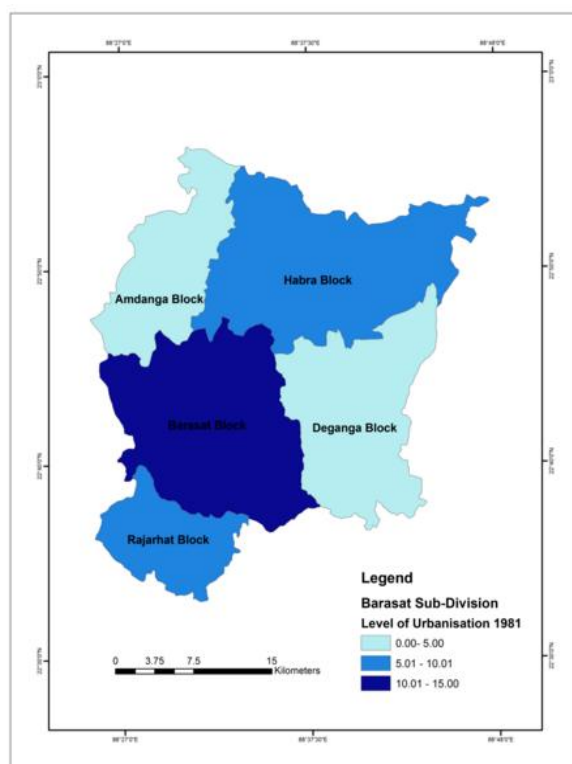 88°27'0"E
88°37'30"E
88°48'0"E
Habra Block
Amdanga Block
Barasat Block
Deganga Block
Rajarhat Block
Legend
Barasat Sub-Division
Level of Urbanisation 1981
0.00- 5.00
5.01 - 10.01
10.01 - 15.00
0 3.75 7.5 15
Kilometers
88°27'0"E
88°37'30"E
88°48'0"E